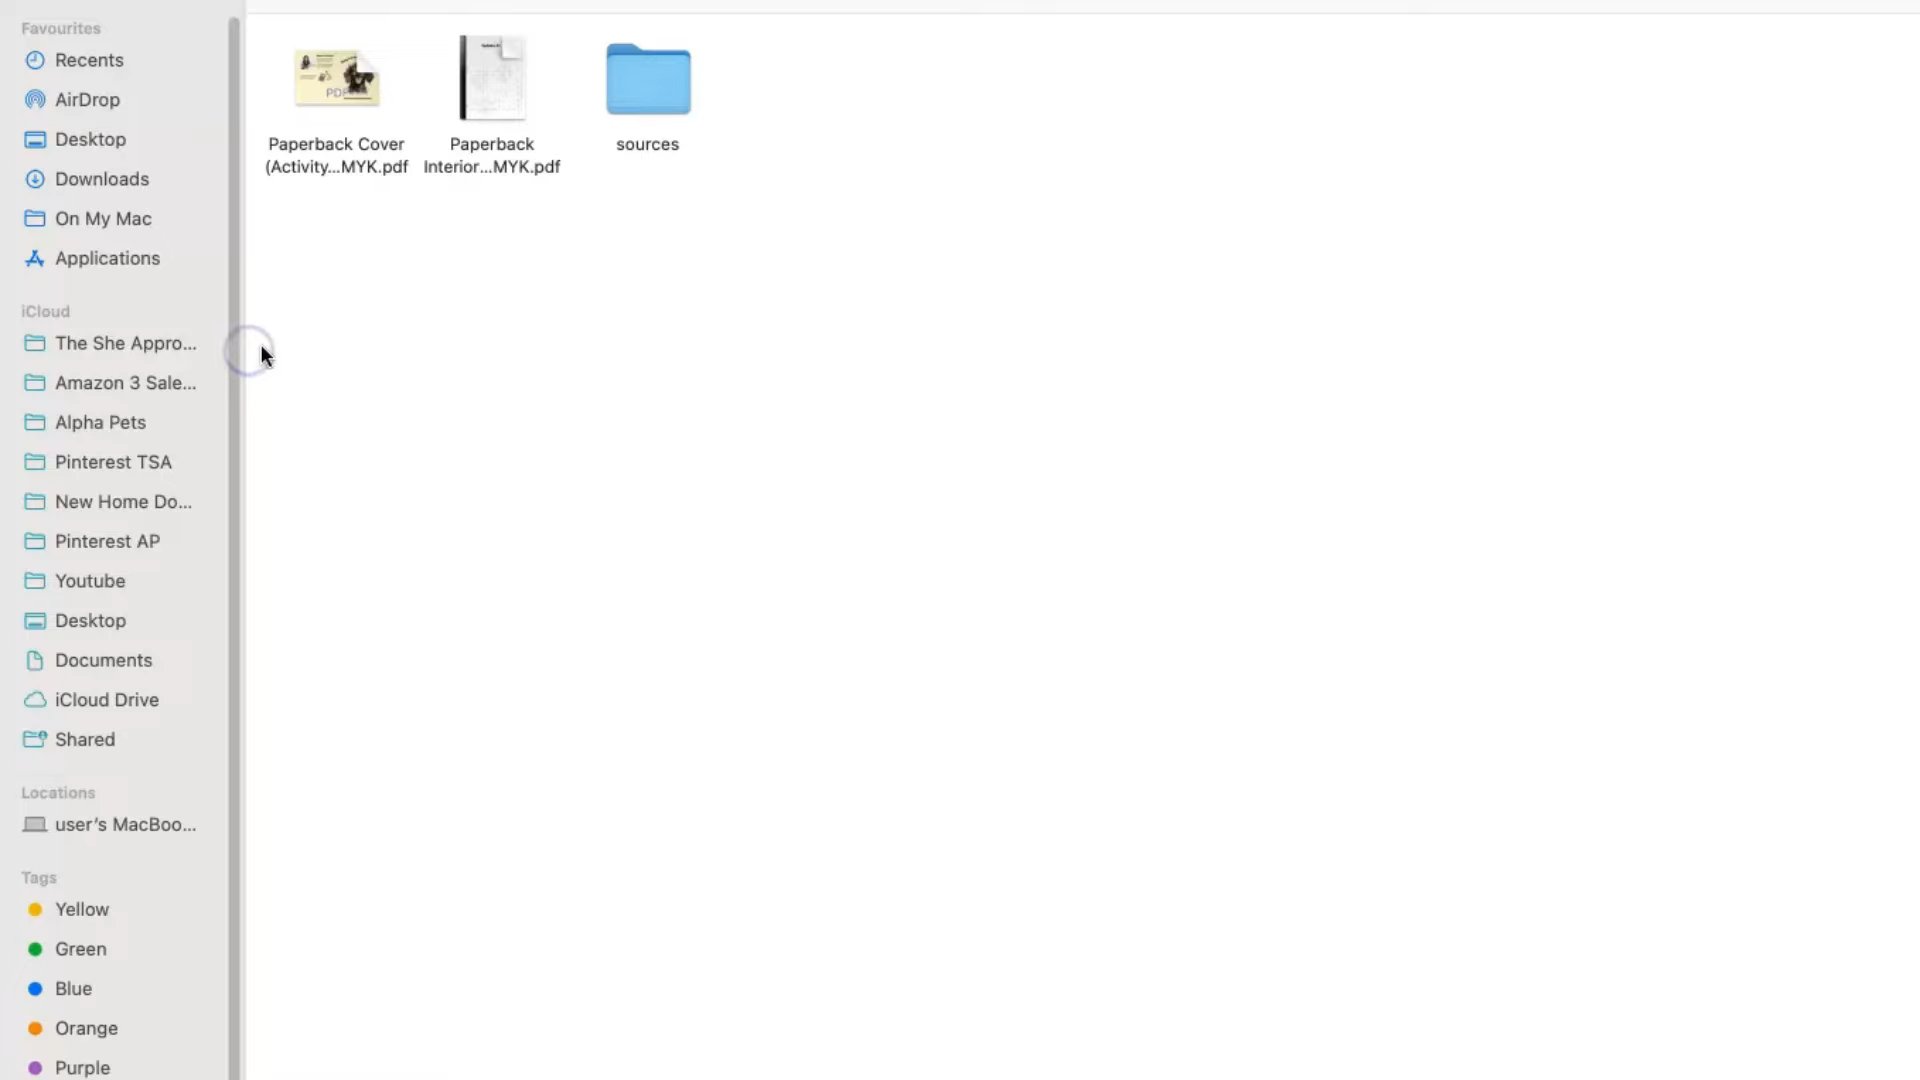 Favourites
Recents
AirDrop
Desktop
Downloads
On My Mac
Applications
iCloud
The She Appro...
Amazon 3 Sale...
Alpha Pets
Pinterest TSA
New Home Do...
Pinterest AP
Youtube
Desktop
Documents
iCloud Drive
Shared
Locations
user's MacBoo...
Tags
Yellow
Green
Blue
Orange
Purple
PDF
Paperback Cover
(Activity...MYK.pdf
Paperback
Interior...MYK.pdf
sources